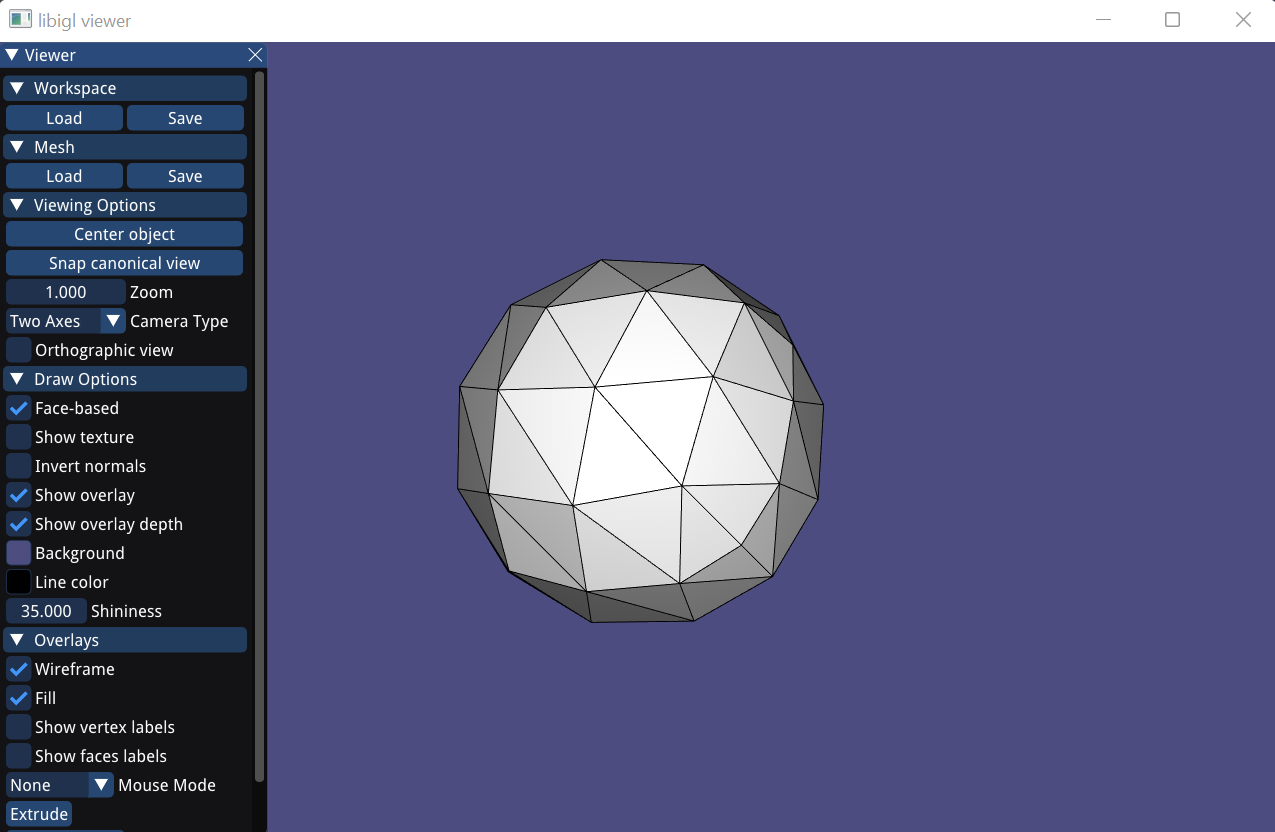 libigl viewer
Viewer
Workspace
Load Save
Mesh
Load Save
Viewing Options
Center object
Snap canonical view
1.000 Zoom
Two Axes Camera Type
Orthographic view
Draw Options
Face-based
Show texture
Invert normals
Show overlay
Show overlay depth
Background
Line color
35.000 Shininess
Overlays
Wireframe
Fill
Show vertex labels
Show faces labels
None Mouse Mode
Extrude